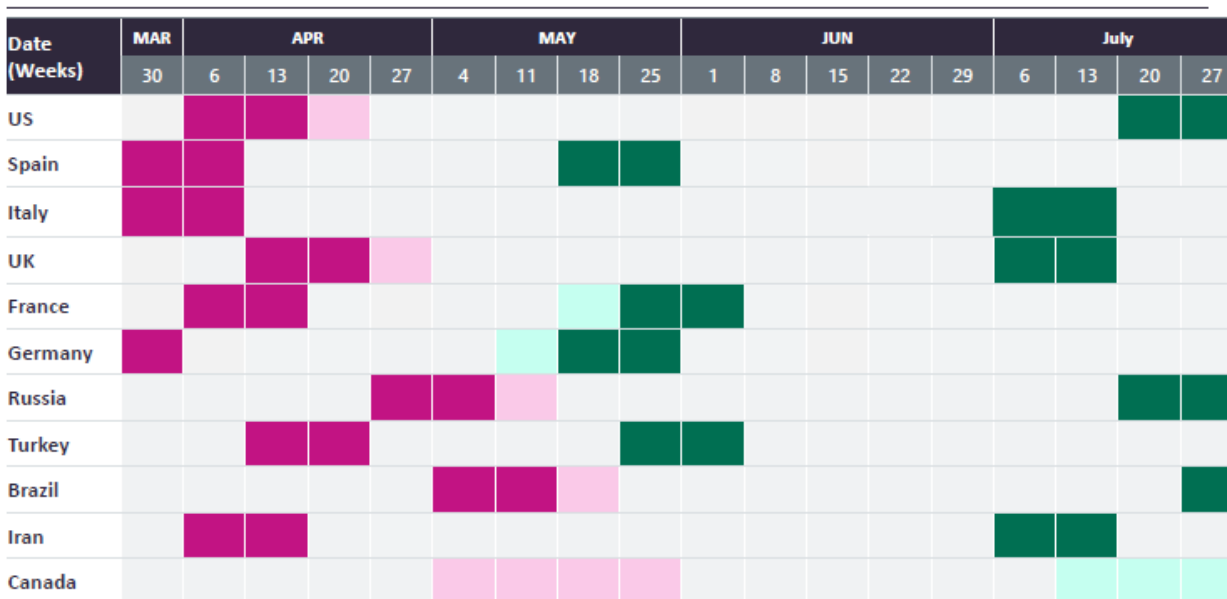 Date (Weeks) MAR APR MAY JUN July
30 6 13 20 27 4 11 18 25 1 8 15 22 29 6 13 20 27
US
Spain
Italy
UK
France
Germany
Russia
Turkey
Brazil
Iran
Canada